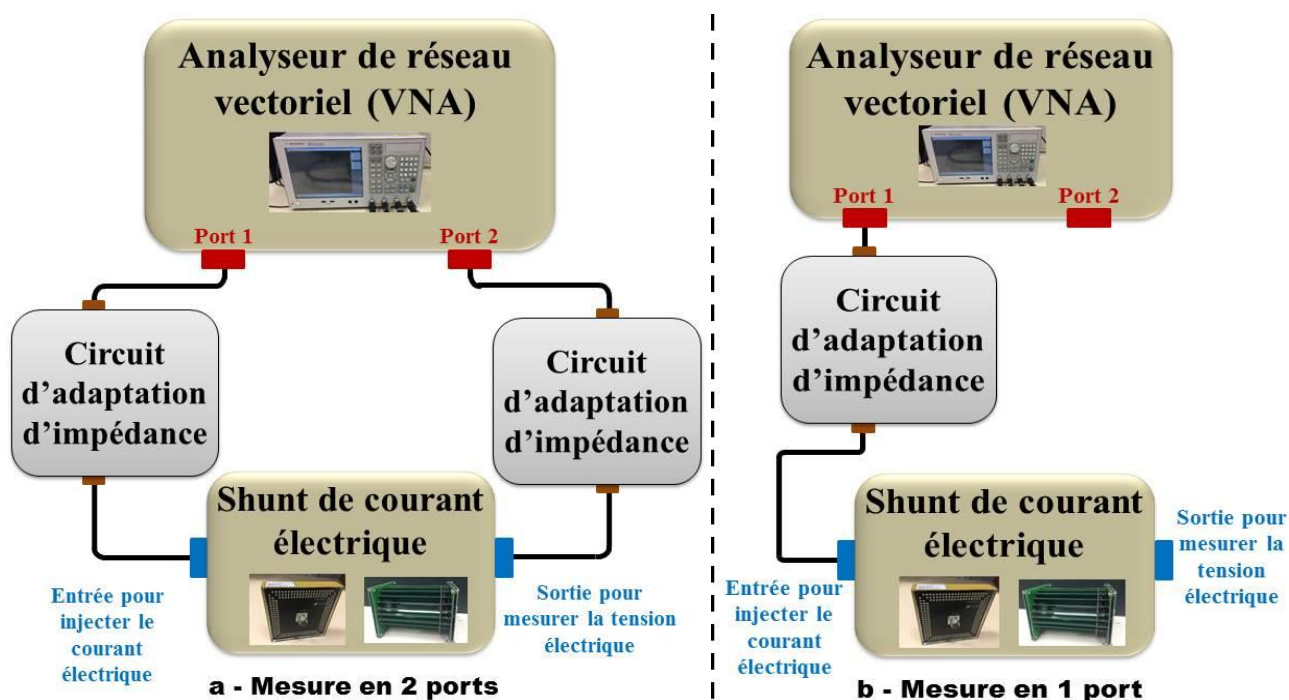 Analyseur de réseau
vectoriel (VNA)
Port 1
Port 2
Circuit
d’adaptation
d’impédance
Circuit
d’adaptation
d’impédance
Shunt de courant
électrique
Entrée pour
injecter le
courant
électrique
Sortie pour
mesurer la tension
électrique
a - Mesure en 2 ports
Analyseur de réseau
vectoriel (VNA)
Port 1
Port 2
Circuit
d’adaptation
d’impédance
Shunt de courant
électrique
Entrée pour
injecter le
courant
électrique
Sortie pour
mesurer la
tension
électrique
b - Mesure en 1 port